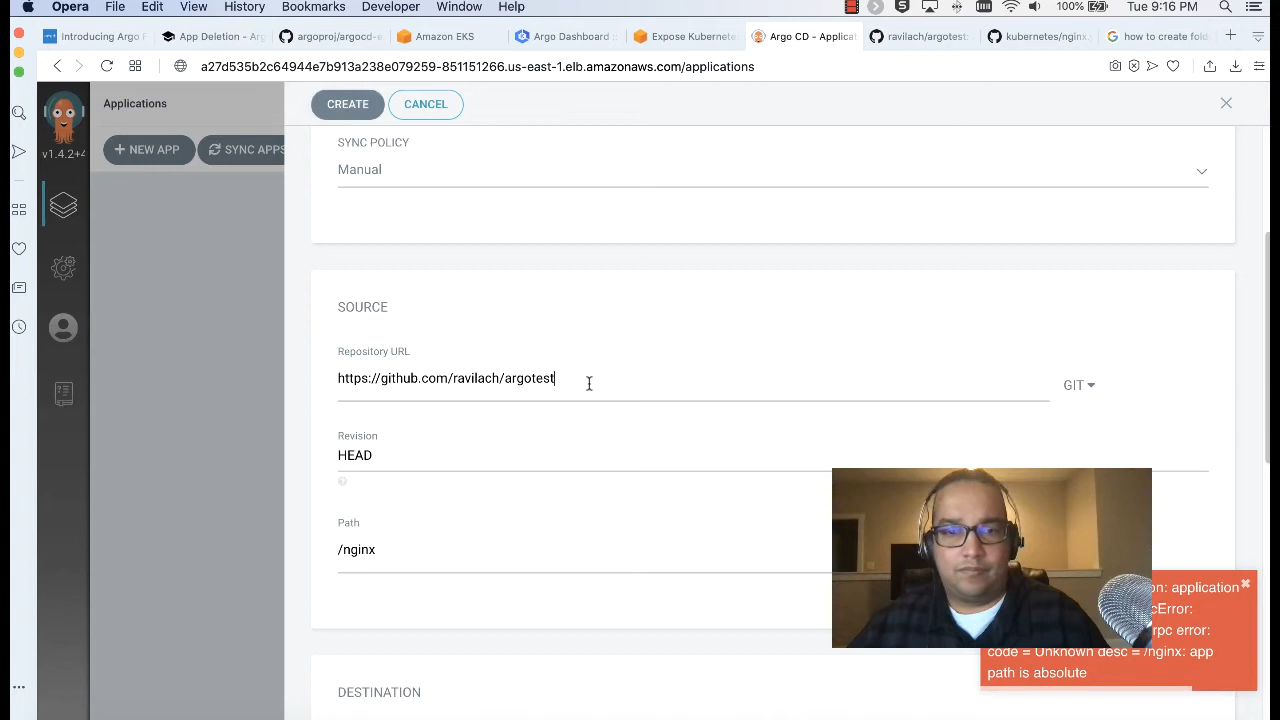 Opera File Edit View History Bookmarks Developer Window Help 100% Tue 9:16 PM
Introducing Argo F App Deletion - Arg argoproj/argocd-e Amazon EKS Argo Dashboard :: Expose Kubernete Argo CD - Applicat ravilach/argotest: kubernetes/nginx. how to create fold
a27d535b2c64944e7b913a238e079259-851151266.us-east-1.elb.amazonaws.com/applications
v1.4.2+
Applications
+ NEW APP SYNC APPS
CREATE CANCEL
SYNC POLICY
Manual
SOURCE
Repository URL
https://github.com/ravilach/argotest
GIT
Revision
HEAD
Path
/nginx
DESTINATION
on: application
cError:
rpc error:
code = Unknown desc = /nginx: app
path is absolute